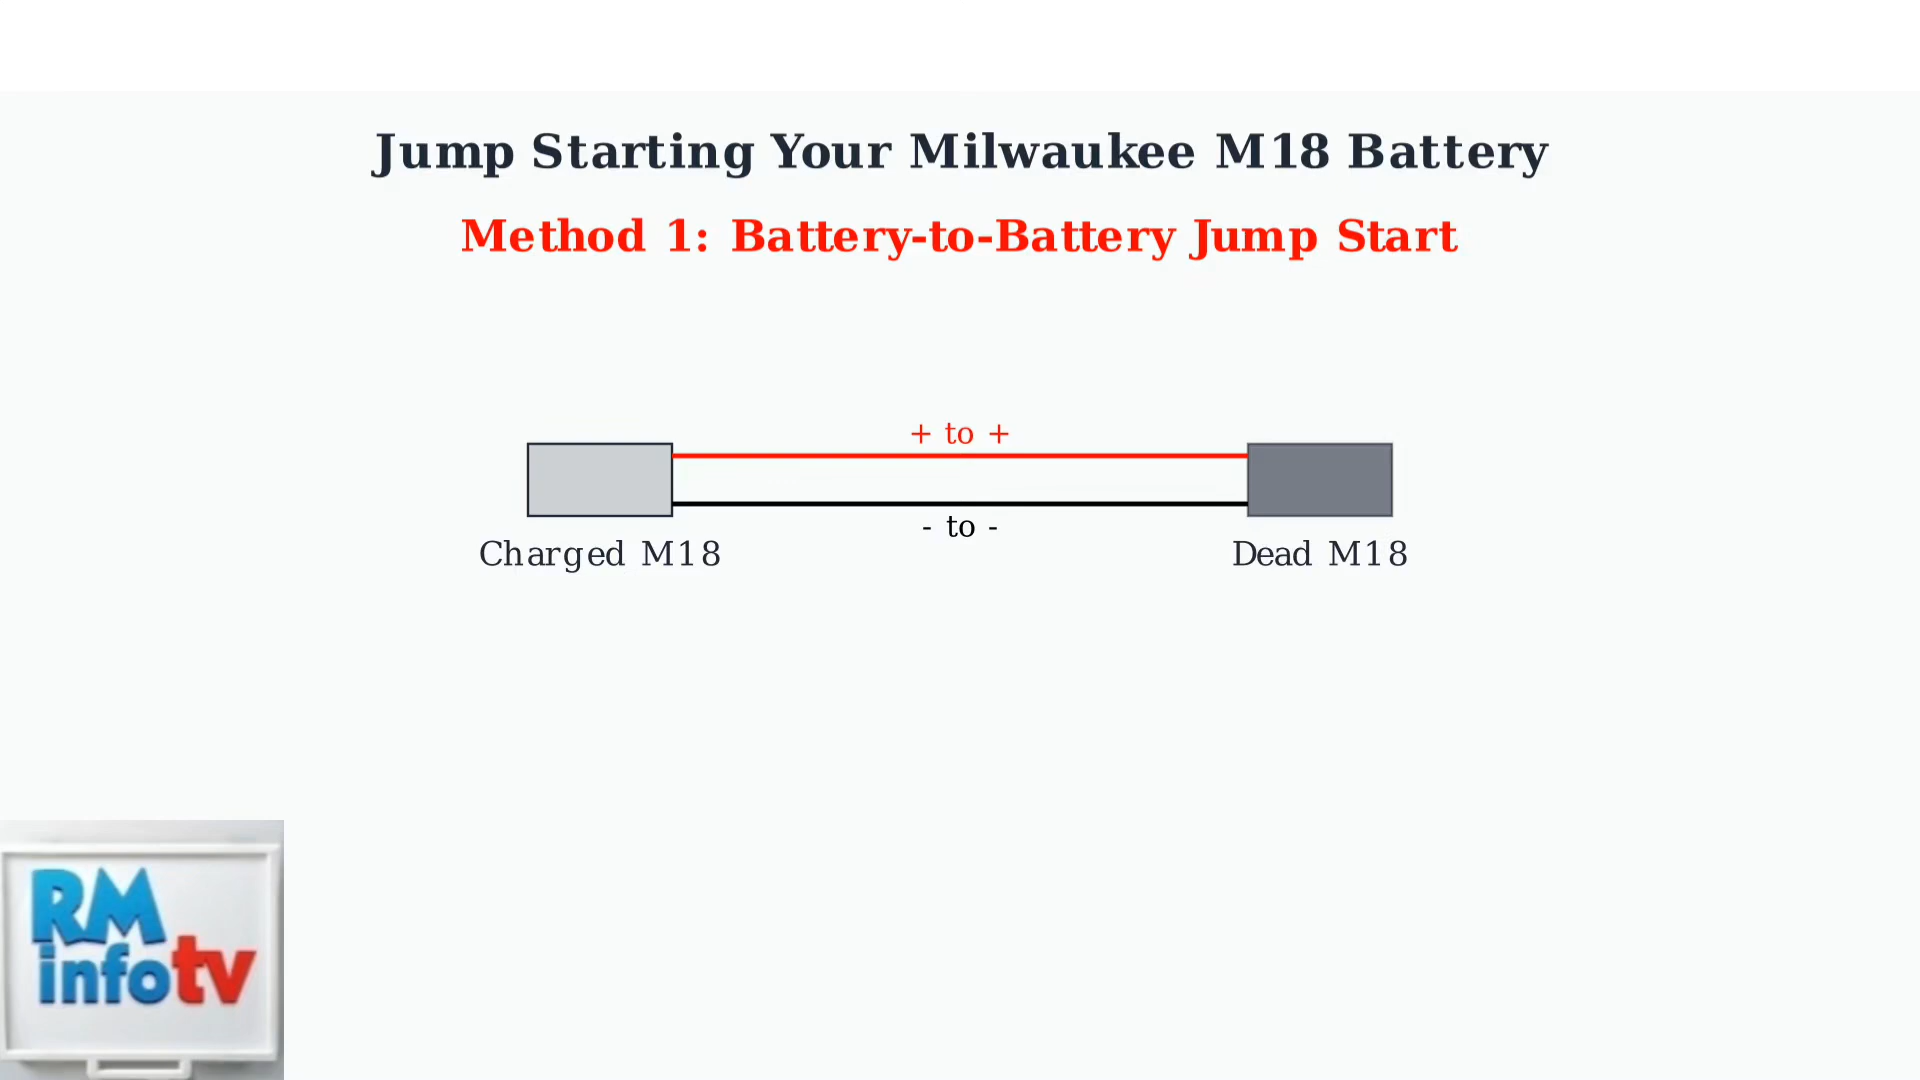 Jump Starting Your Milwaukee M18 Battery
Method 1: Battery-to-Battery Jump Start
+ to +
- to -
Charged M18
Dead M18
RM
infotv